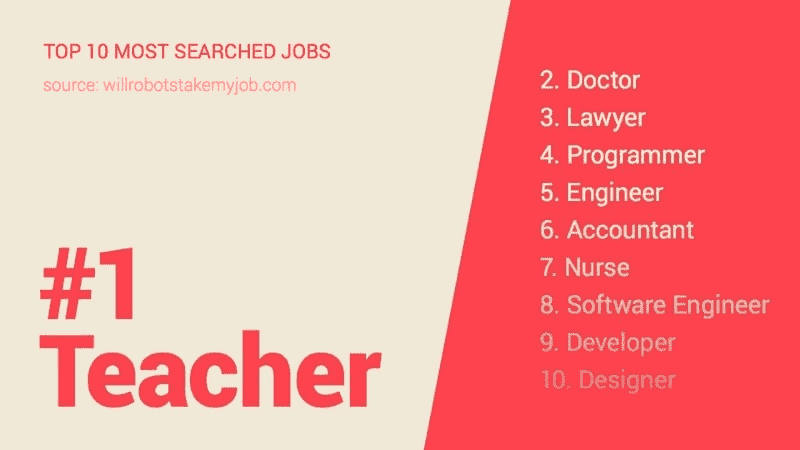 TOP 10 MOST SEARCHED JOBS
source: willrobotstakemyjob.com
#1
Teacher
2. Doctor
3. Lawyer
4. Programmer
5. Engineer
6. Accountant
7. Nurse
8. Software Engineer
9. Developer
10. Designer